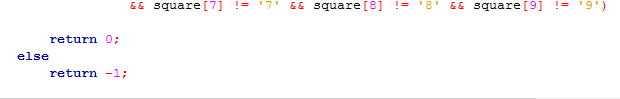 && square[7] != '7' && square[8] != '8' && square[9] != '9')
return 0;
else
return -1;